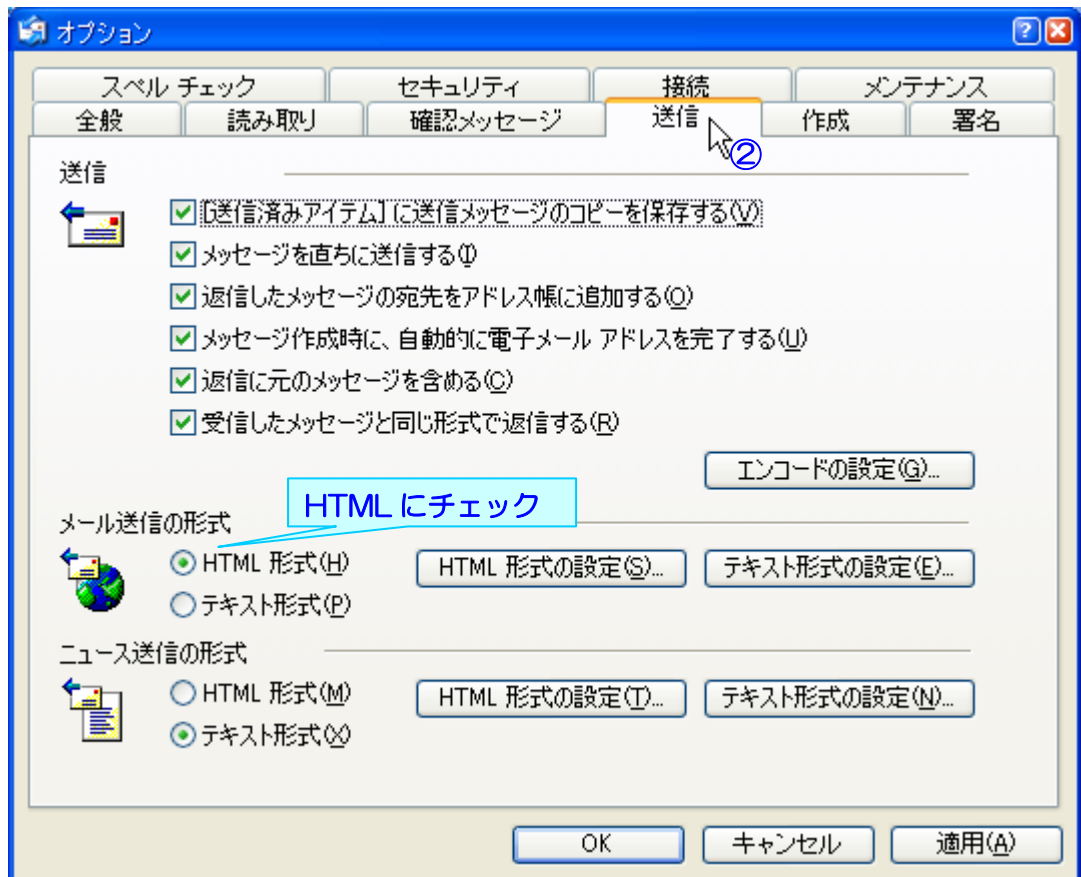 オプション
スペル チェック セキュリティ 接続 メンテナンス
全般 読み取り 確認メッセージ 送信 作成 署名
②
送信
[送信済みアイテム] に送信メッセージのコピーを保存する(V)
メッセージを直ちに送信する(I)
返信したメッセージの宛先をアドレス帳に追加する(O)
メッセージ作成時に、自動的に電子メール アドレスを完了する(U)
返信に元のメッセージを含める(C)
受信したメッセージと同じ形式で返信する(R)
エンコードの設定(G)...
HTML にチェック
メール送信の形式
HTML 形式(H) HTML 形式の設定(S)... テキスト形式の設定(E)...
テキスト形式(P)
ニュース送信の形式
HTML 形式(M) HTML 形式の設定(T)... テキスト形式の設定(N)...
テキスト形式(X)
OK キャンセル 適用(A)